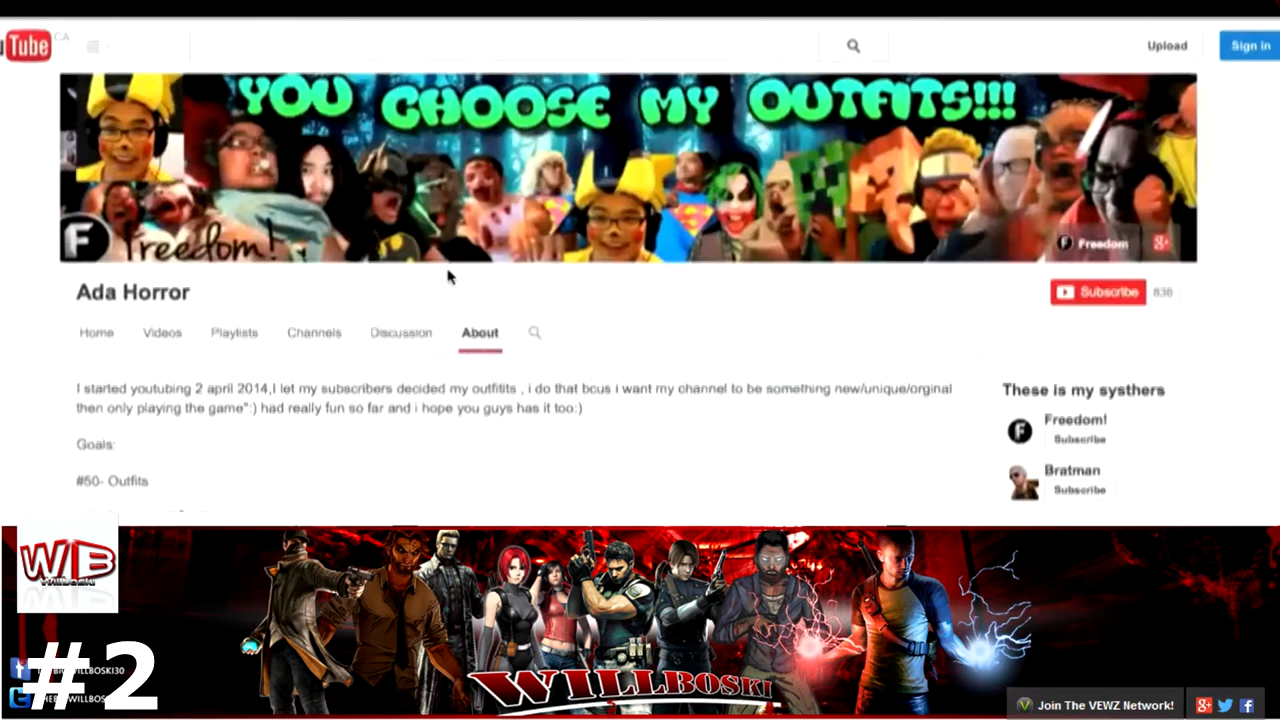 Tube CA
Upload
Sign in
YOU CHOOSE MY OUTFITS!!!
F Freedom!
Freedom
Ada Horror
Subscribe 838
Home Videos Playlists Channels Discussion About
I started youtubing 2 april 2014,I let my subscribers decided my outfitits , i do that bcus i want my channel to be something new/unique/orginal
then only playing the game":) had really fun so far and i hope you guys has it too:)
Goals:
#50- Outfits
These is my systhers
Freedom!
Subscribe
Bratman
Subscribe
WIB
Willboski
#2
WILLBOSKI
Join The VEWZ Network!